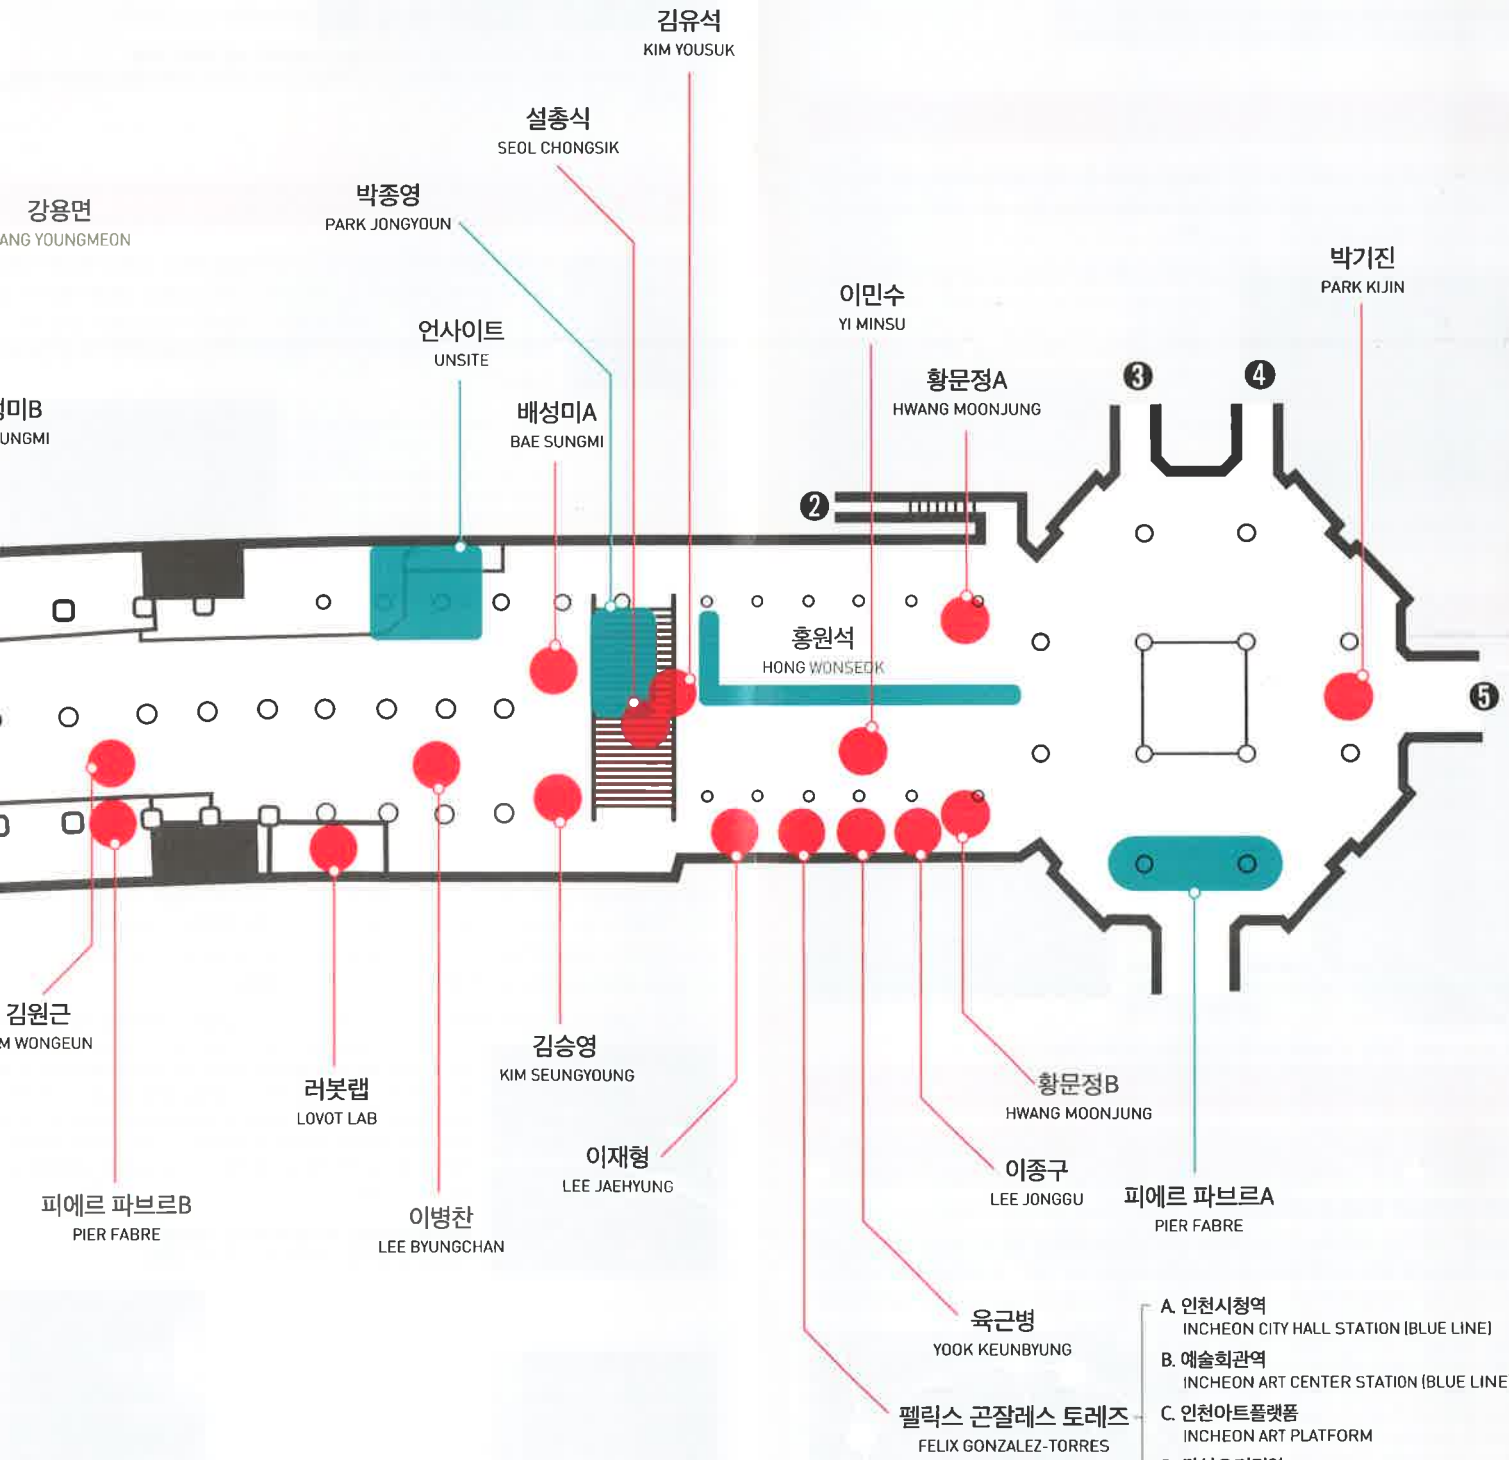 김유석
KIM YOUSUK
설총식
SEOL CHONGSIK
박종영
PARK JONGYOUN
강용면
ANG YOUNGMEON
박기진
PARK KIJIN
이민수
YI MINSU
언사이트
UNSITE
황문정A
HWANG MOONJUNG
3
4
미B
UNGMI
배성미A
BAE SUNGMI
2
홍원석
HONG WONSEOK
5
김원근
M WONGEUN
김승영
KIM SEUNGYOUNG
러봇랩
LOVOT LAB
황문정B
HWANG MOONJUNG
이재형
LEE JAEHYUNG
이종구
LEE JONGGU
피에르 파브르A
PIER FABRE
피에르 파브르B
PIER FABRE
이병찬
LEE BYUNGCHAN
육근병
YOOK KEUNBYUNG
펠릭스 곤잘레스 토레즈
FELIX GONZALEZ-TORRES
A. 인천시청역
INCHEON CITY HALL STATION (BLUE LINE)
B. 예술회관역
INCHEON ART CENTER STATION (BLUE LINE
C. 인천아트플랫폼
INCHEON ART PLATFORM